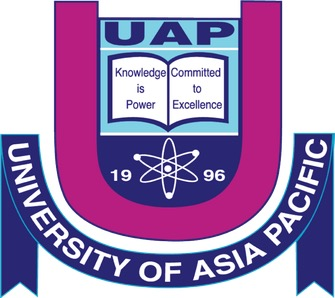 UAP
Knowledge
is
Power
Committed
to
Excellence
19 96
UNIVERSITY OF ASIA PACIFIC